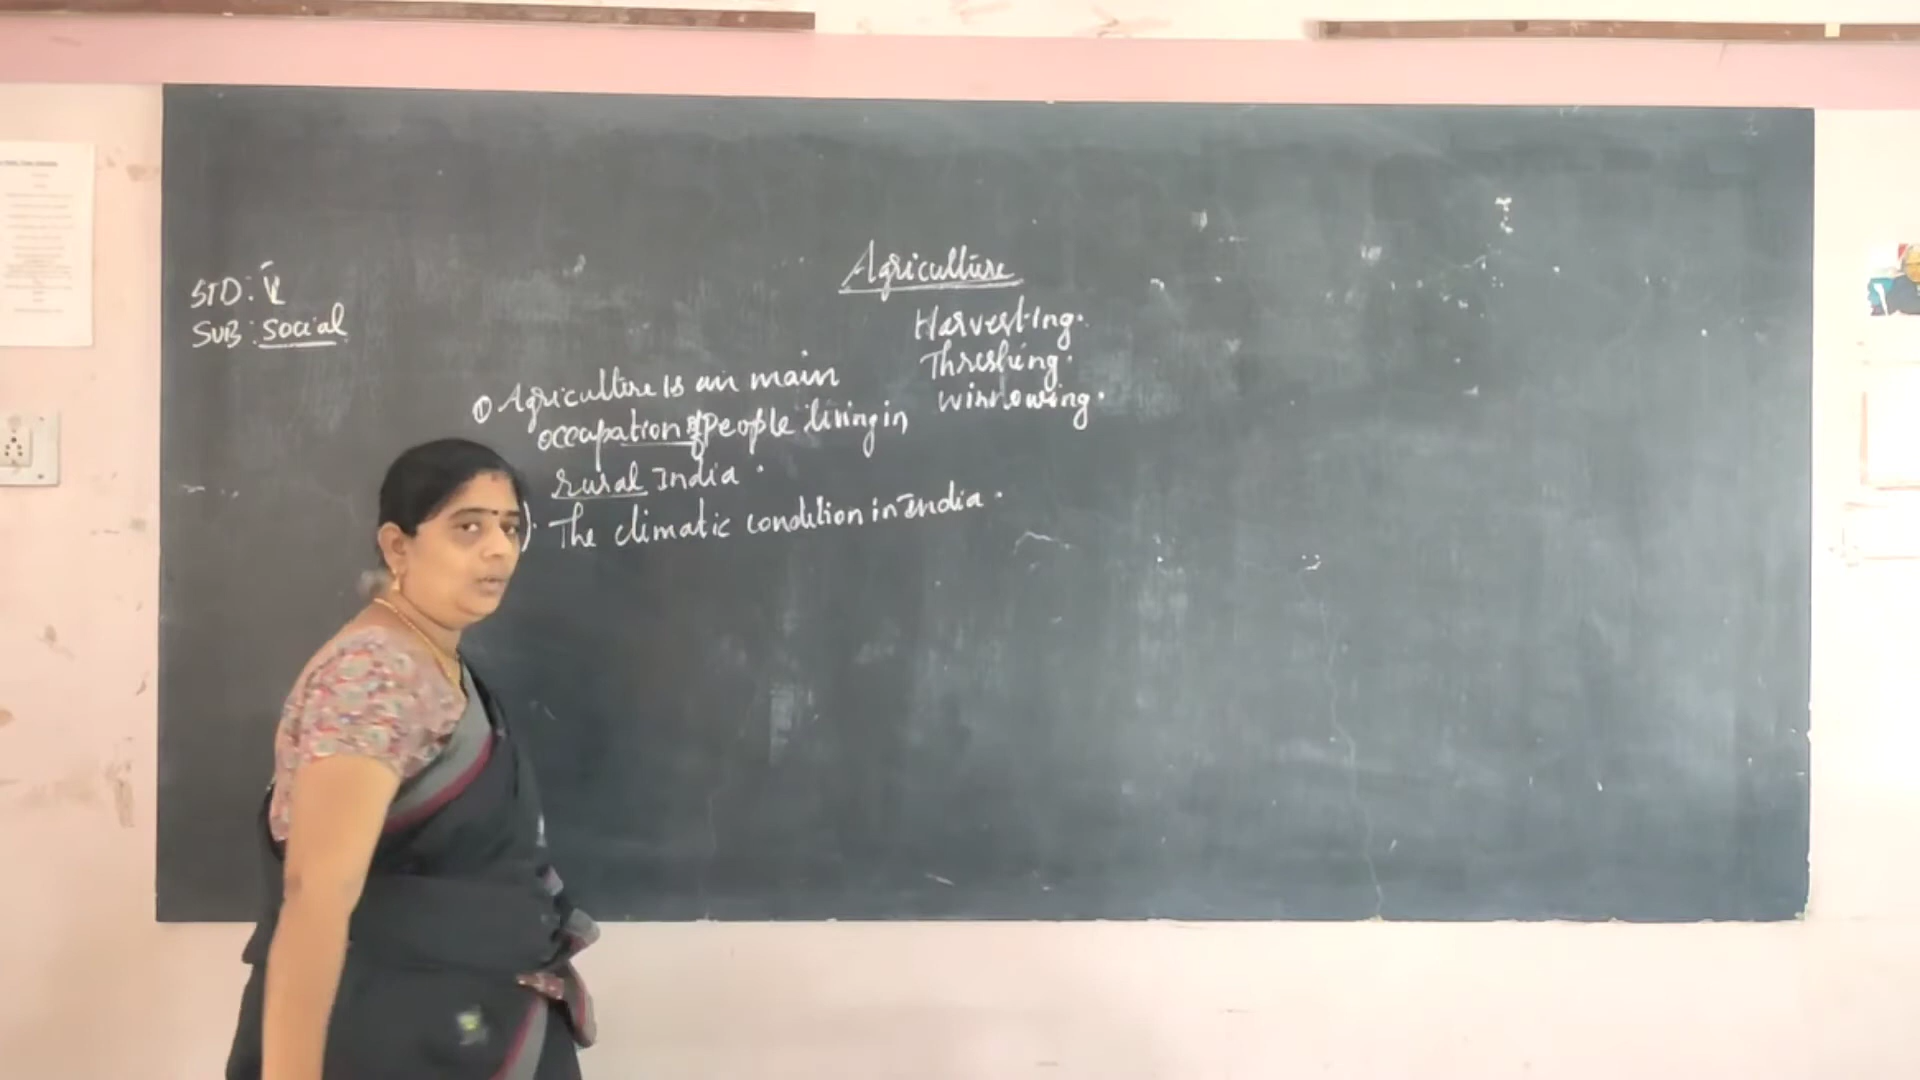 STD: V
SUB: Social
Agriculture
Harvesting.
Threshing.
winnowing.
① Agriculture is an main
occupation of People living in
rural India.
). The climatic condition in India.